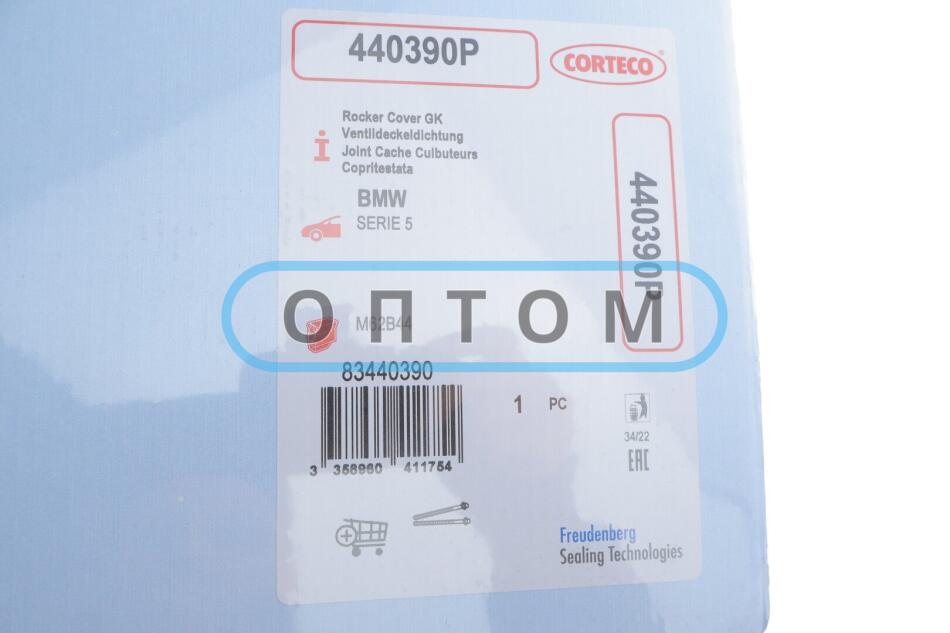 440390P
CORTECO
Rocker Cover GK
Ventildeckeldichtung
Joint Cache Culbuteurs
Copritestata
BMW
SERIE 5
440390P
ОПТОМ
M62B44
83440390
1 PC
3 358960 411754
34/22
EAC
Freudenberg
Sealing Technologies